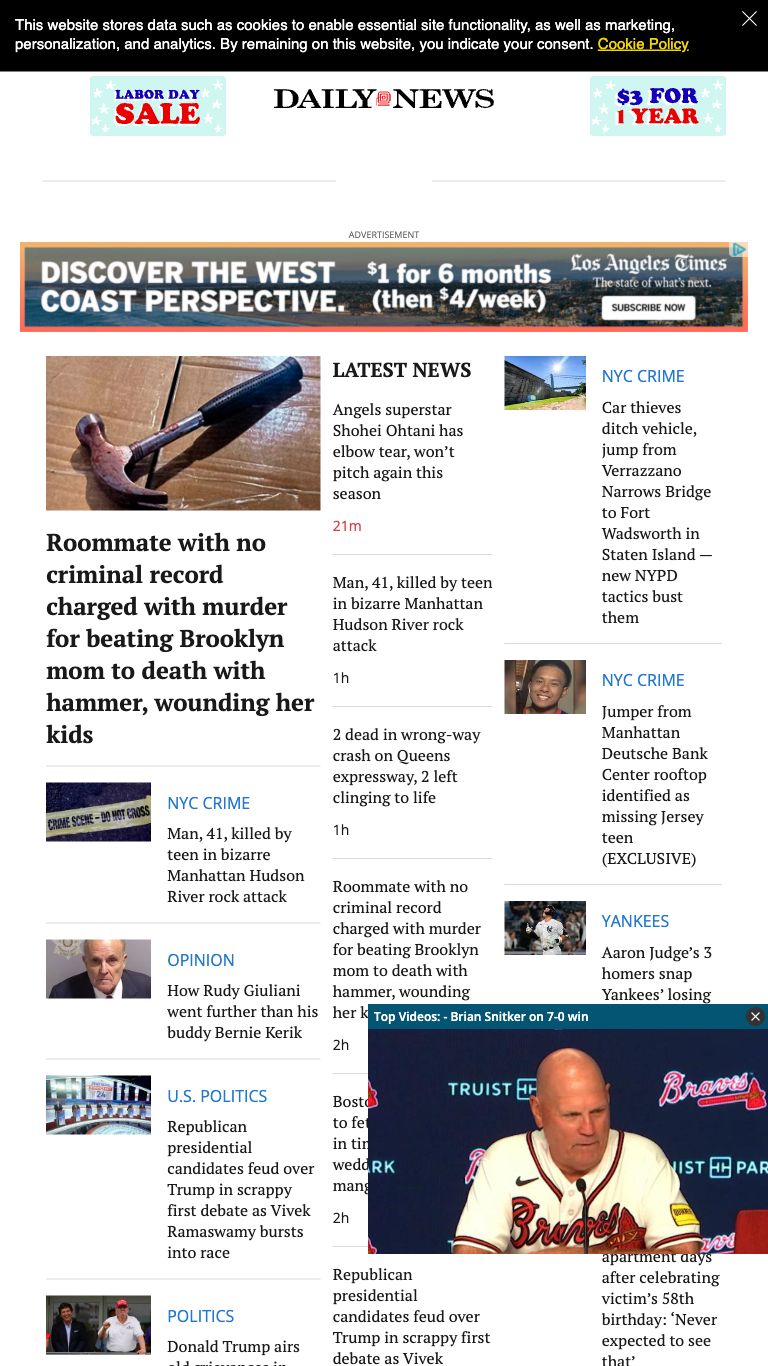 This website stores data such as cookies to enable essential site functionality, as well as marketing,
personalization, and analytics. By remaining on this website, you indicate your consent. Cookie Policy
LABOR DAY
SALE
DAILY NEWS
$3 FOR
1 YEAR
ADVERTISEMENT
DISCOVER THE WEST
COAST PERSPECTIVE.
$1 for 6 months
(then $4/week)
Los Angeles Times
The state of what's next.
SUBSCRIBE NOW
Roommate with no
criminal record
charged with murder
for beating Brooklyn
mom to death with
hammer, wounding her
kids
CRIME SCENE - DO NOT CROSS
NYC CRIME
Man, 41, killed by
teen in bizarre
Manhattan Hudson
River rock attack
OPINION
How Rudy Giuliani
went further than his
buddy Bernie Kerik
U.S. POLITICS
Republican
presidential
candidates feud over
Trump in scrappy
first debate as Vivek
Ramaswamy bursts
into race
POLITICS
Donald Trump airs
old grievances in
LATEST NEWS
Angels superstar
Shohei Ohtani has
elbow tear, won’t
pitch again this
season
21m
Man, 41, killed by teen
in bizarre Manhattan
Hudson River rock
attack
1h
2 dead in wrong-way
crash on Queens
expressway, 2 left
clinging to life
1h
Roommate with no
criminal record
charged with murder
for beating Brooklyn
mom to death with
hammer, wounding
her k
2h
Bosto
to fet
in tin
wedd
mang
2h
Republican
presidential
candidates feud over
Trump in scrappy first
debate as Vivek
NYC CRIME
Car thieves
ditch vehicle,
jump from
Verrazzano
Narrows Bridge
to Fort
Wadsworth in
Staten Island —
new NYPD
tactics bust
them
NYC CRIME
Jumper from
Manhattan
Deutsche Bank
Center rooftop
identified as
missing Jersey
teen
(EXCLUSIVE)
YANKEES
Aaron Judge’s 3
homers snap
Yankees’ losing
Top Videos: - Brian Snitker on 7-0 win
TRUIST
Braves
RK
UIST PAR
Braves
apartment days
after celebrating
victim’s 58th
birthday: ‘Never
expected to see
that’